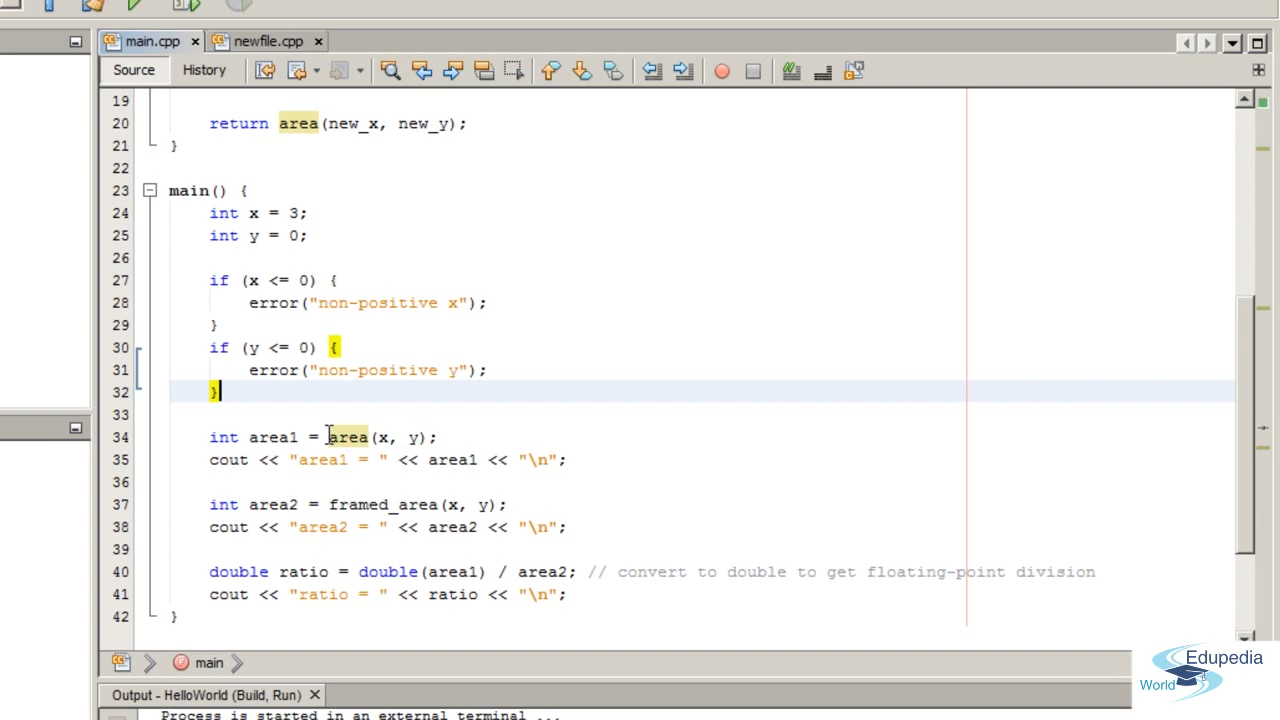 main.cpp newfile.cpp
Source History
19
20 return area(new_x, new_y);
21 }
22
23 main() {
24 int x = 3;
25 int y = 0;
26
27 if (x <= 0) {
28 error("non-positive x");
29 }
30 if (y <= 0) {
31 error("non-positive y");
32 }
33
34 int area1 = area(x, y);
35 cout << "area1 = " << area1 << "\n";
36
37 int area2 = framed_area(x, y);
38 cout << "area2 = " << area2 << "\n";
39
40 double ratio = double(area1) / area2; // convert to double to get floating-point division
41 cout << "ratio = " << ratio << "\n";
42 }
main
Edupedia
World
Output - HelloWorld (Build, Run)
Process is started in an external terminal ...